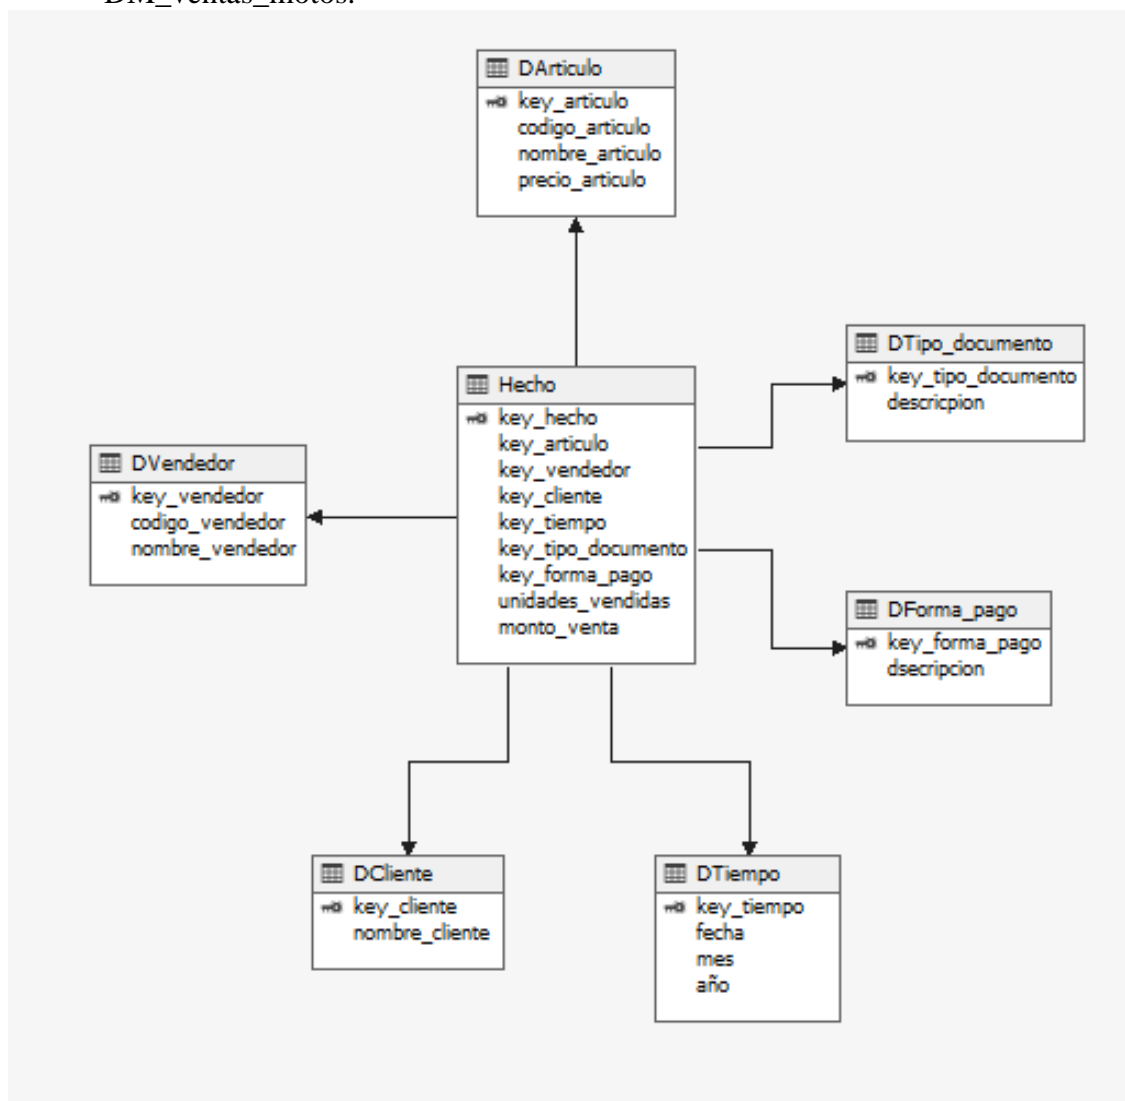 DM_ventas_motos.
DArticulo
key_articulo
codigo_articulo
nombre_articulo
precio_articulo
DTipo_documento
key_tipo_documento
descricpion
Hecho
key_hecho
key_articulo
key_vendedor
key_cliente
key_tiempo
key_tipo_documento
key_forma_pago
unidades_vendidas
monto_venta
DVendedor
key_vendedor
codigo_vendedor
nombre_vendedor
DForma_pago
key_forma_pago
dsecripcion
DCliente
key_cliente
nombre_cliente
DTiempo
key_tiempo
fecha
mes
año